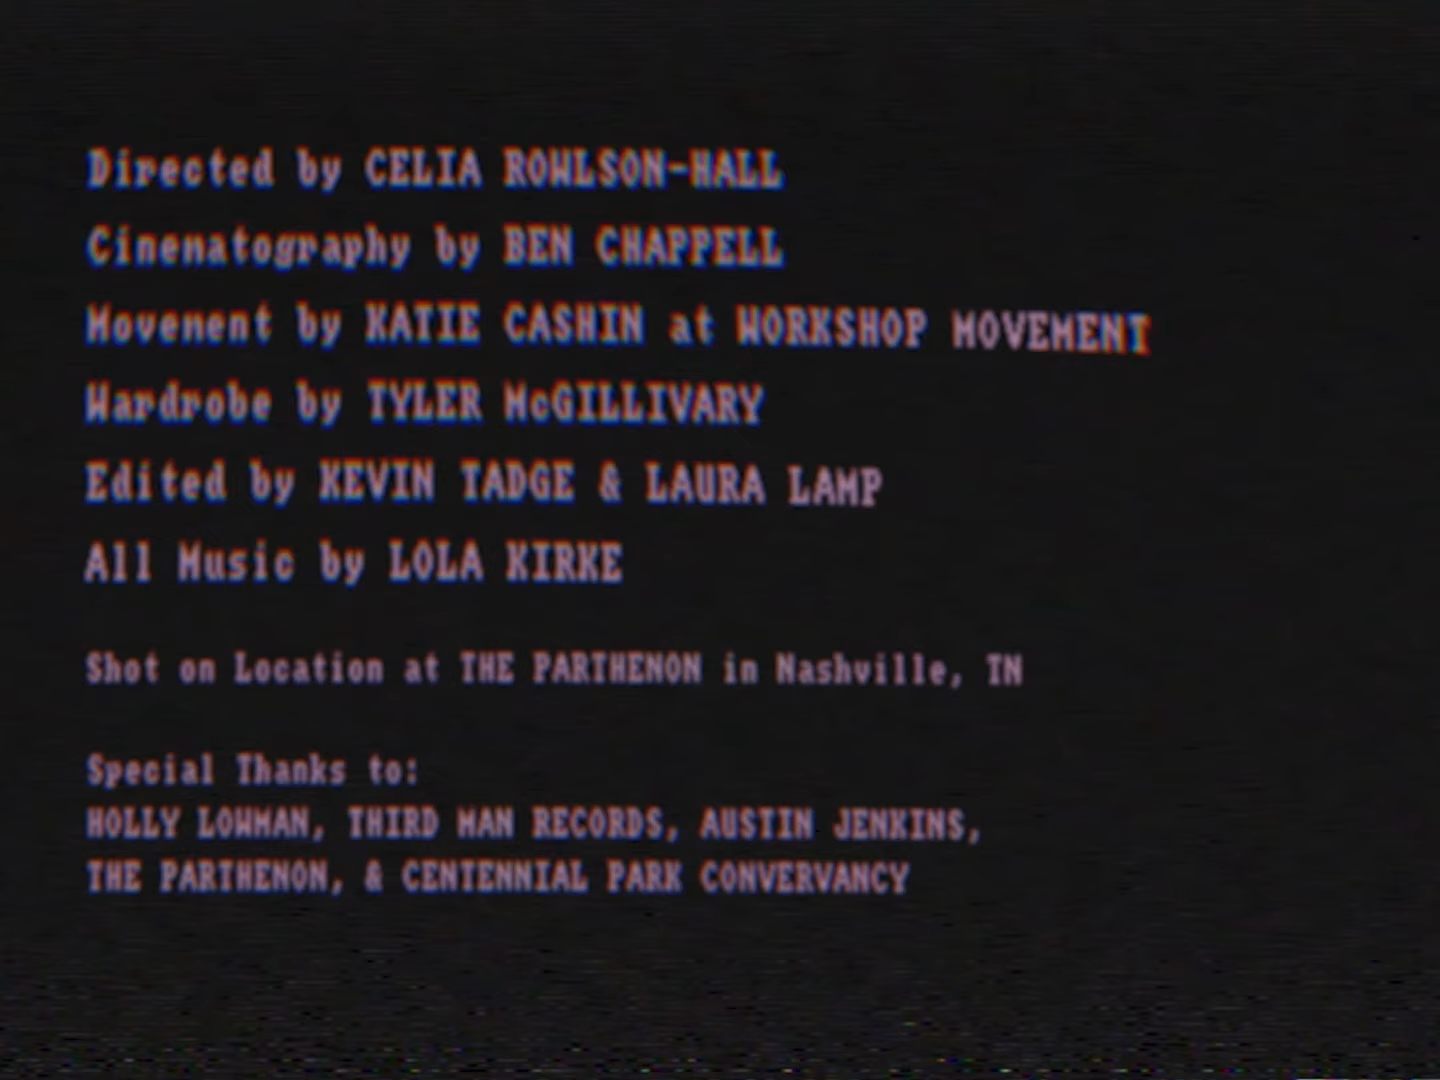 Directed by CELIA ROWLSON-HALL
Cinematography by BEN CHAPPELL
Movement by KATIE CASHIN at WORKSHOP MOVEMENT
Wardrobe by TYLER McGILLIVARY
Edited by KEVIN TADGE & LAURA LAMP
All Music by LOLA KIRKE
Shot on Location at THE PARTHENON in Nashville, TN
Special Thanks to:
HOLLY LOWMAN, THIRD MAN RECORDS, AUSTIN JENKINS,
THE PARTHENON, & CENTENNIAL PARK CONVERVANCY